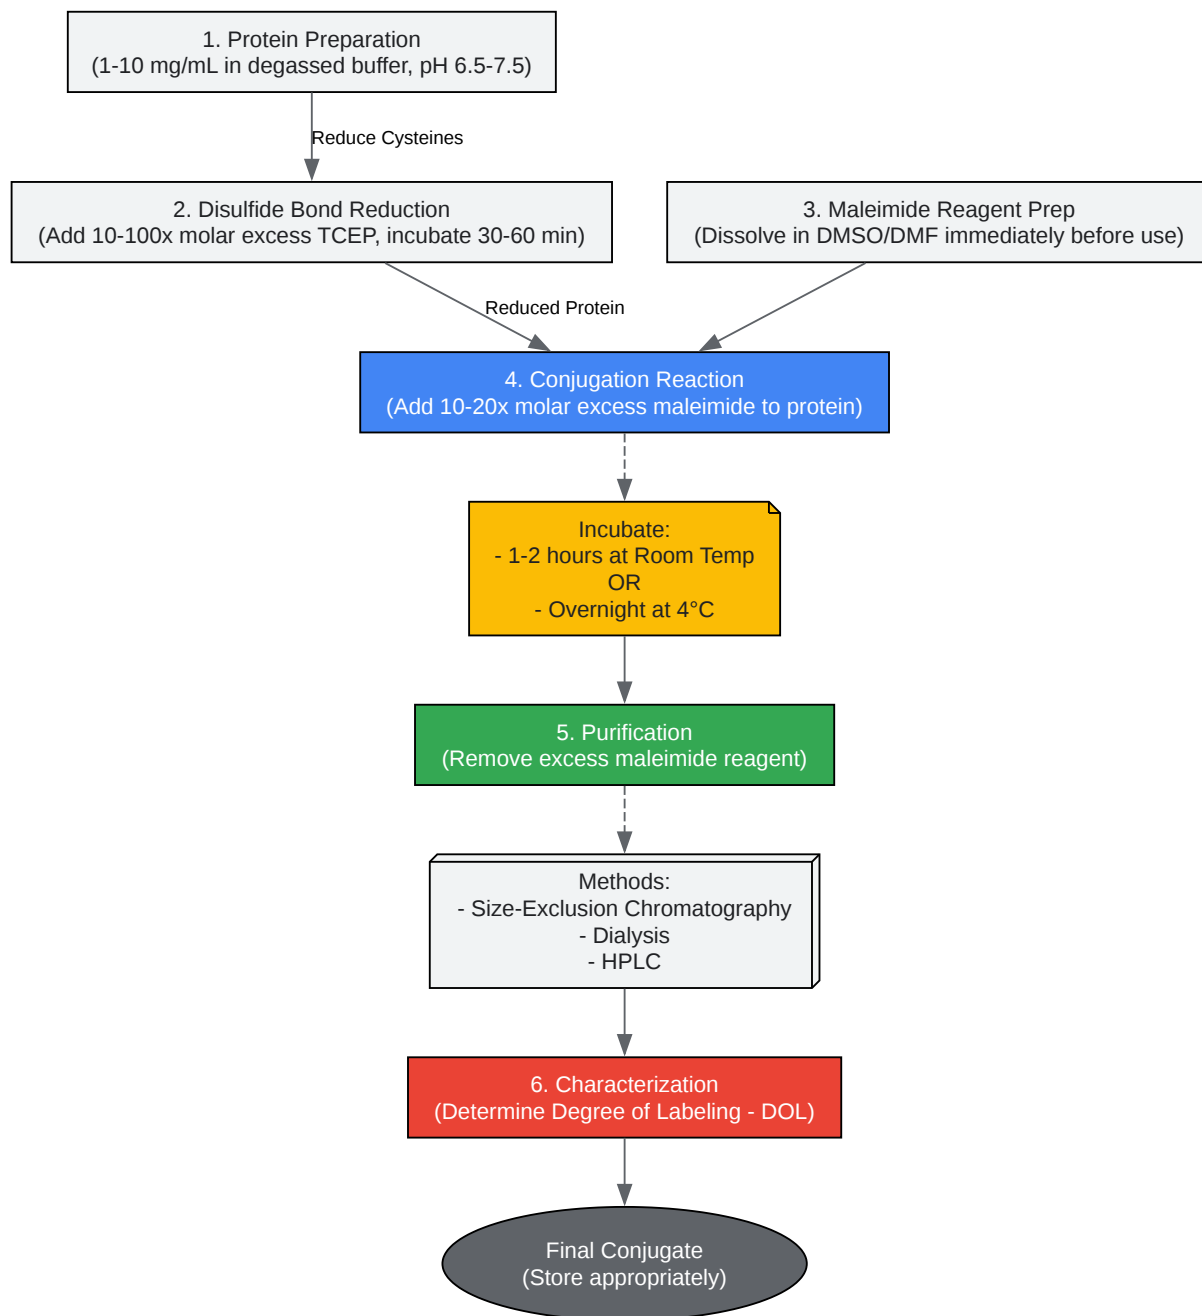 1. Protein Preparation
(1-10 mg/mL in degassed buffer, pH 6.5-7.5)
Reduce Cysteines
2. Disulfide Bond Reduction
(Add 10-100x molar excess TCEP, incubate 30-60 min)
3. Maleimide Reagent Prep
(Dissolve in DMSO/DMF immediately before use)
Reduced Protein
4. Conjugation Reaction
(Add 10-20x molar excess maleimide to protein)
Incubate:
- 1-2 hours at Room Temp
OR
- Overnight at 4°C
5. Purification
(Remove excess maleimide reagent)
Methods:
- Size-Exclusion Chromatography
- Dialysis
- HPLC
6. Characterization
(Determine Degree of Labeling - DOL)
Final Conjugate
(Store appropriately)